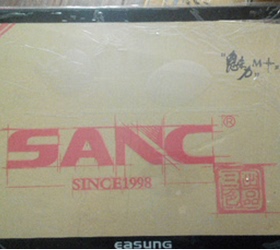 "魅力M+"
SANC®
SINCE1998
EASUNG